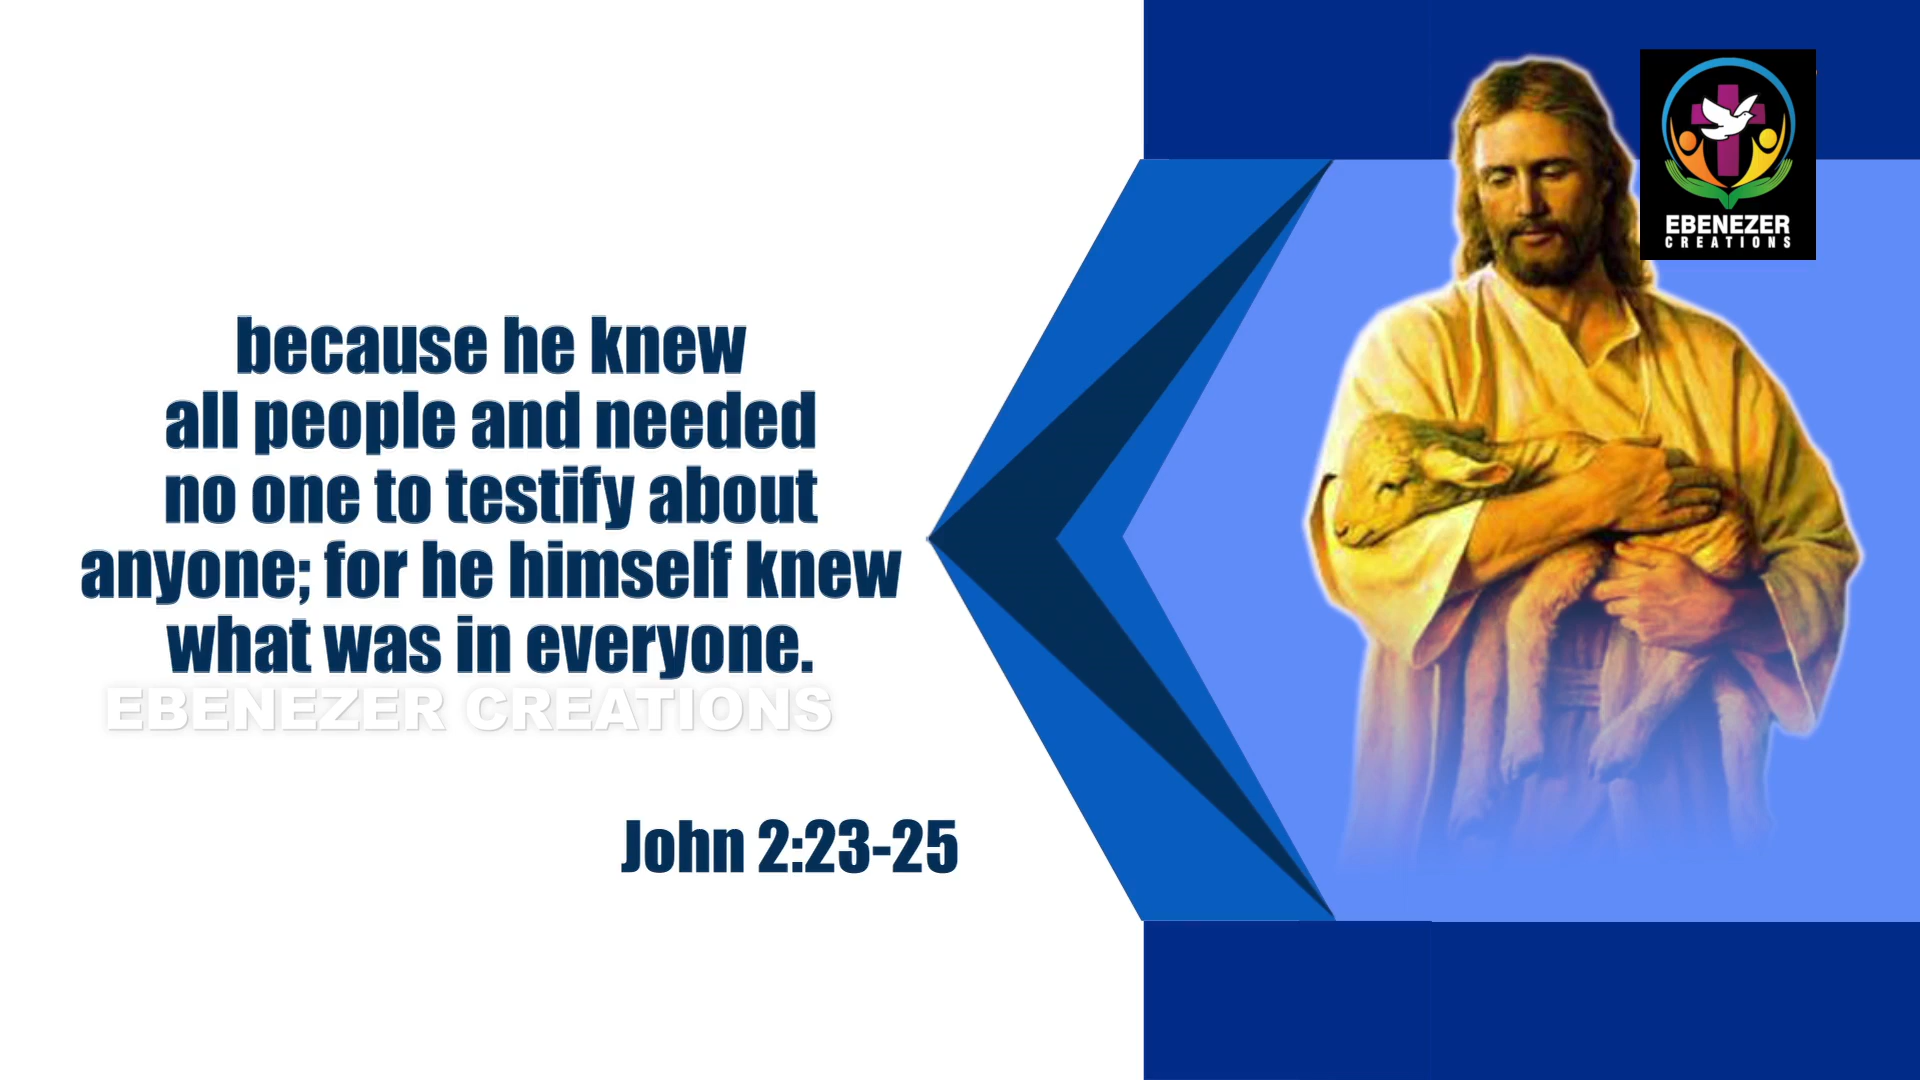 EBENEZER
CREATIONS
because he knew
all people and needed
no one to testify about
anyone; for he himself knew
what was in everyone.
EBENEZER CREATIONS
John 2:23-25